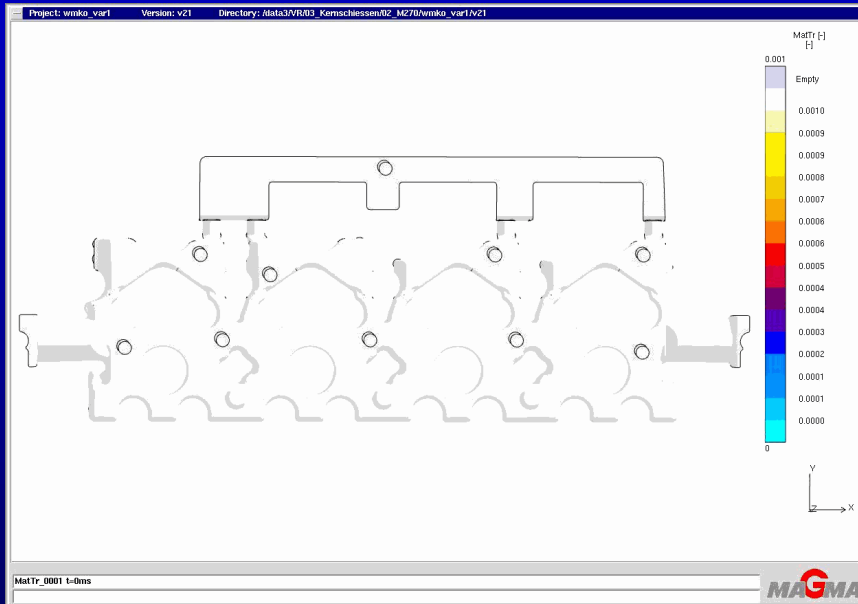 Project: wmko_var1 Version: v21 Directory: /data3/VR/03_Kernschiessen/02_M270/wmko_var1/v21
MatTr [-]
[-]
0.001
Empty
0.0010
0.0009
0.0009
0.0008
0.0007
0.0006
0.0006
0.0005
0.0004
0.0004
0.0003
0.0002
0.0001
0.0001
0.0000
0
Y
Z
X
MatTr_0001 t=0ms
MAGMA